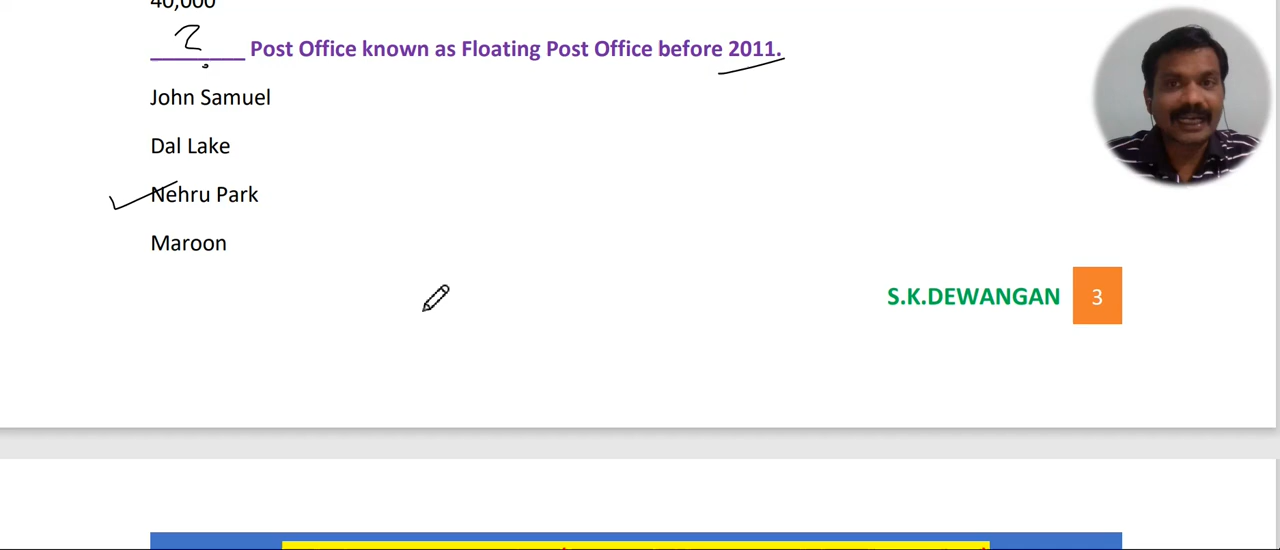 40,000
? Post Office known as Floating Post Office before 2011.
John Samuel
Dal Lake
Nehru Park
Maroon
S.K.DEWANGAN 3